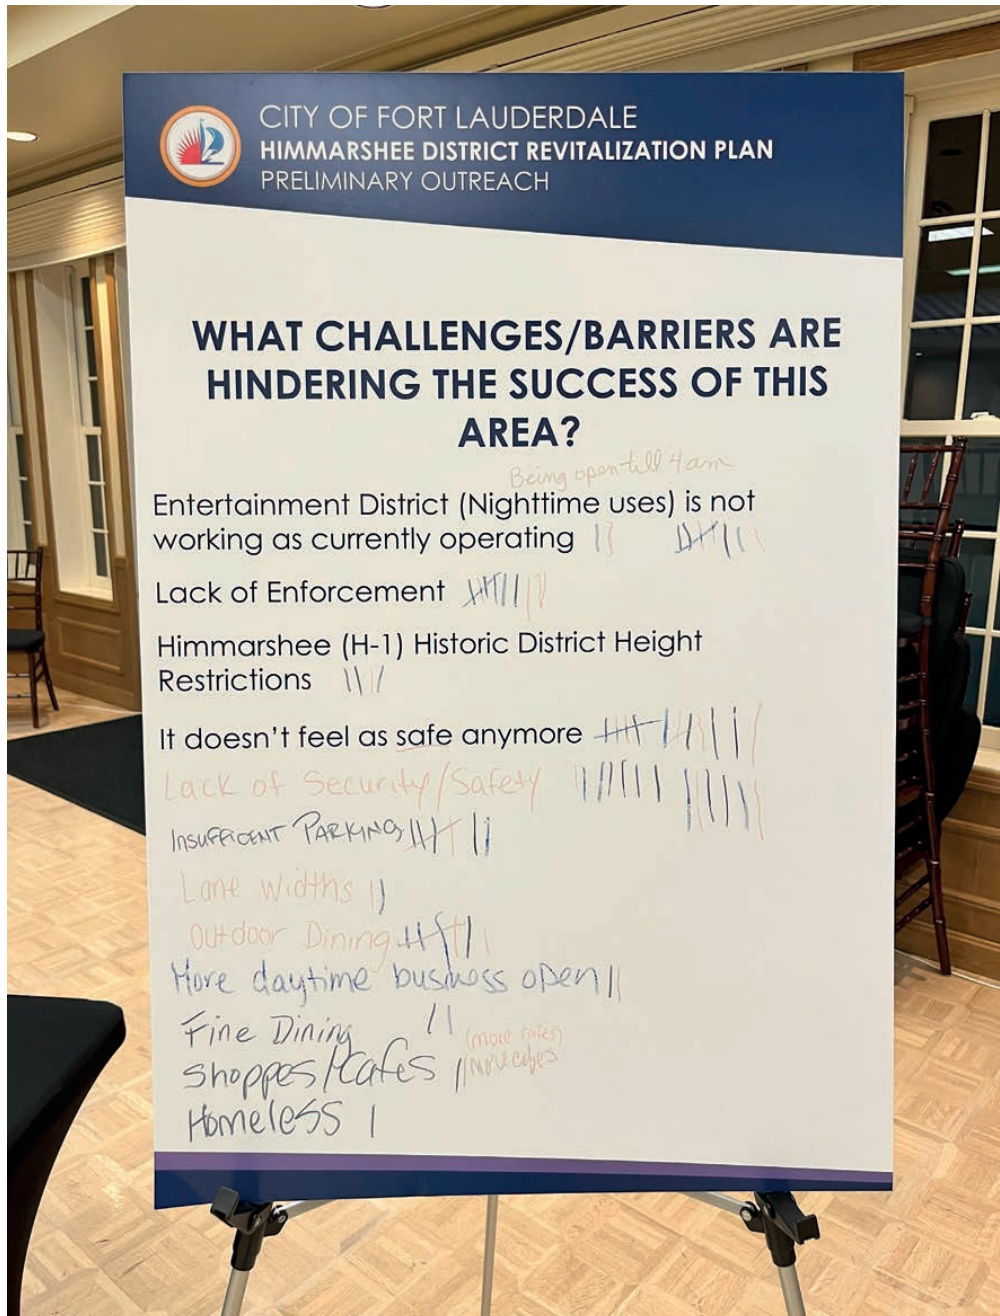 CITY OF FORT LAUDERDALE
HIMMARSHEE DISTRICT REVITALIZATION PLAN
PRELIMINARY OUTREACH
WHAT CHALLENGES/BARRIERS ARE
HINDERING THE SUCCESS OF THIS
AREA?
Being open till 4am
Entertainment District (Nighttime uses) is not
working as currently operating
Lack of Enforcement
Himmarshee (H-1) Historic District Height
Restrictions
It doesn't feel as safe anymore
Lack of Security/Safety
INSUFFICIENT PARKING
Lane Widths
Outdoor Dining
More daytime business open
Fine Dining
(more cafes)
Shoppes/Cafes
Homeless